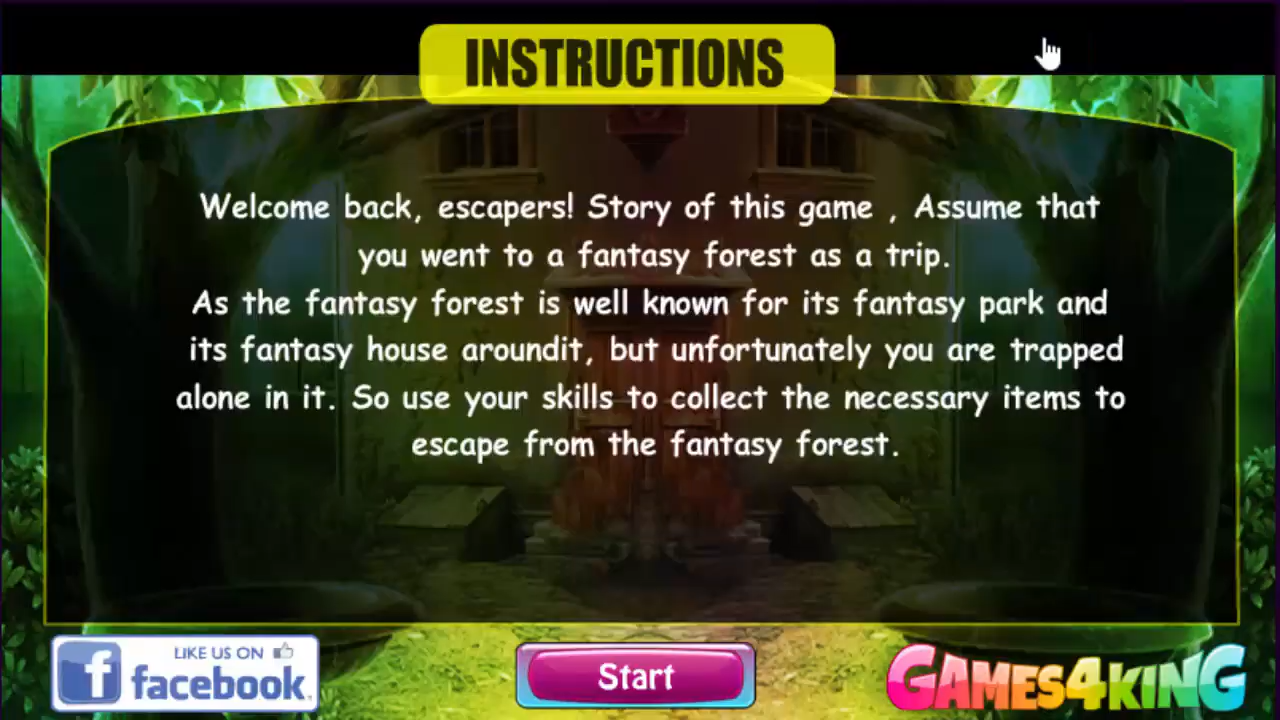 INSTRUCTIONS
Welcome back, escapers! Story of this game , Assume that
you went to a fantasy forest as a trip.
As the fantasy forest is well known for its fantasy park and
its fantasy house aroundit, but unfortunately you are trapped
alone in it. So use your skills to collect the necessary items to
escape from the fantasy forest.
LIKE US ON
facebook
Start
GAMES4KING